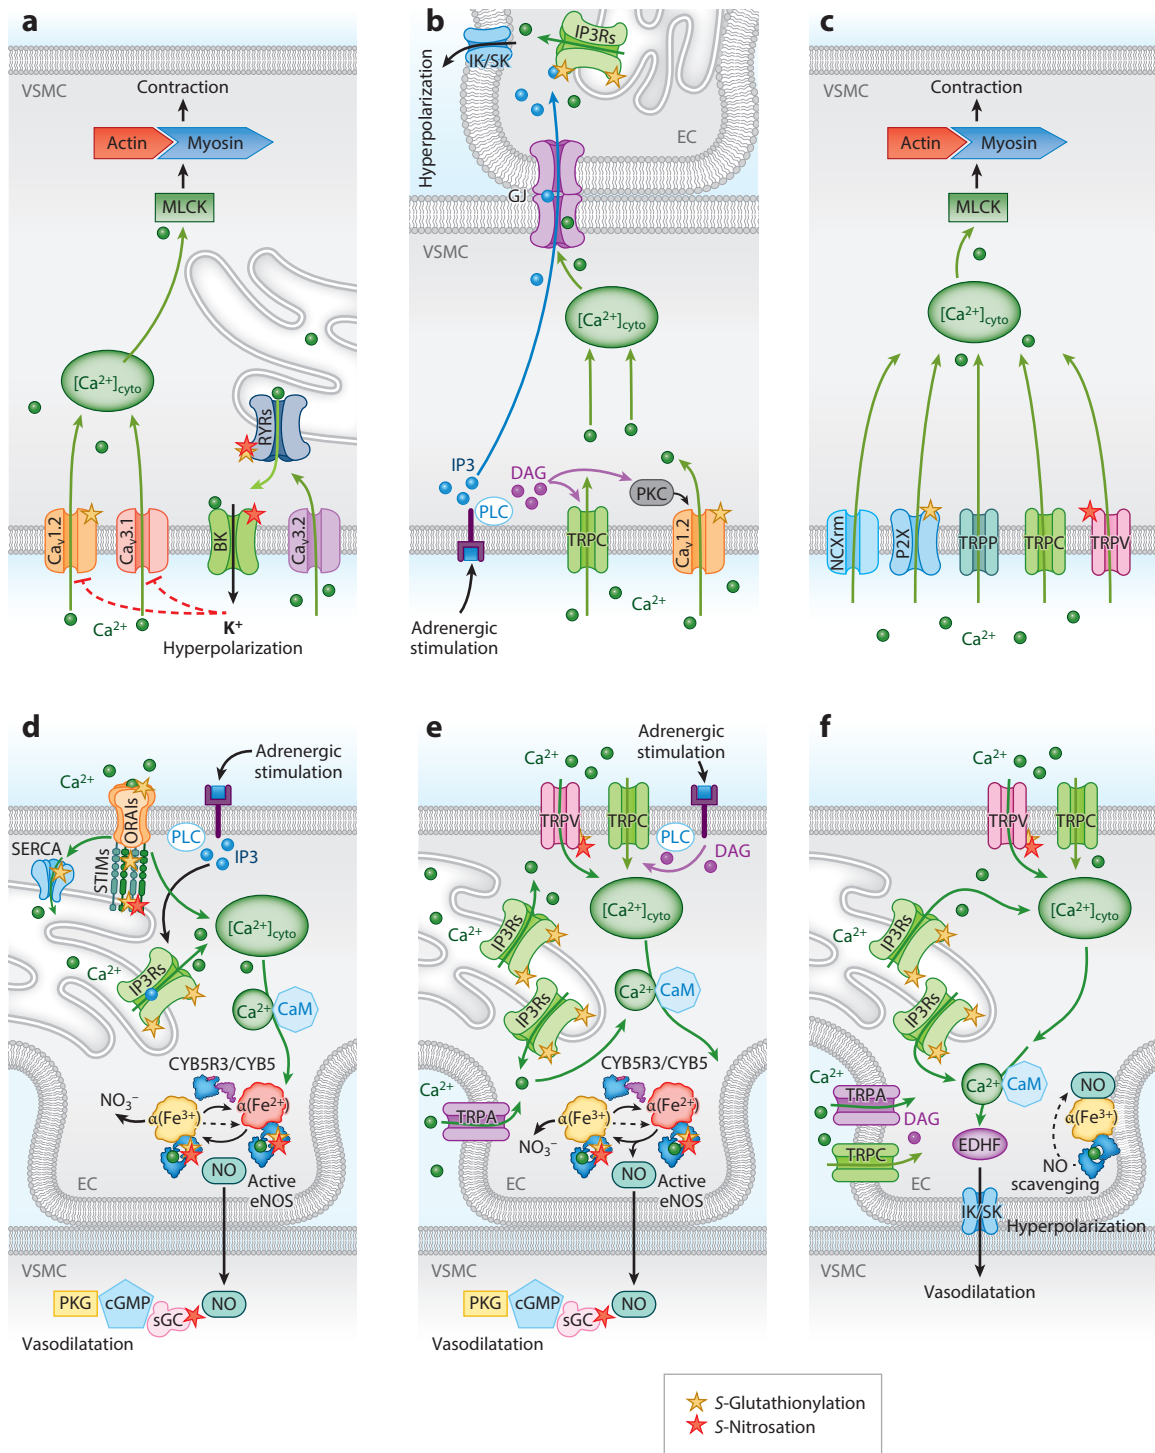 a
VSMC
Contraction
Actin
Myosin
MLCK
[Ca²⁺]cyto
RYRs
Caᵥ1.2
Caᵥ3.1
BK
Caᵥ3.2
Ca²⁺
K⁺
Hyperpolarization
b
IP3Rs
IK/SK
Hyperpolarization
EC
GJ
VSMC
[Ca²⁺]cyto
IP3
DAG
PLC
PKC
TRPC
Caᵥ1.2
Ca²⁺
Adrenergic
stimulation
c
VSMC
Contraction
Actin
Myosin
MLCK
[Ca²⁺]cyto
NCXrm
P2X
TRPP
TRPC
TRPV
Ca²⁺
d
Adrenergic
stimulation
Ca²⁺
ORAIs
PLC
SERCA
STIMs
IP3
[Ca²⁺]cyto
Ca²⁺
IP3Rs
Ca²⁺
CaM
CYB5R3/CYB5
NO₃⁻
α(Fe³⁺)
α(Fe²⁺)
NO
Active
eNOS
EC
VSMC
PKG
cGMP
sGC
NO
Vasodilatation
e
Adrenergic
stimulation
Ca²⁺
TRPV
TRPC
PLC
DAG
[Ca²⁺]cyto
Ca²⁺
IP3Rs
IP3Rs
Ca²⁺
CaM
CYB5R3/CYB5
Ca²⁺
TRPA
α(Fe³⁺)
α(Fe²⁺)
NO₃⁻
NO
Active
eNOS
EC
VSMC
PKG
cGMP
sGC
NO
Vasodilatation
f
Ca²⁺
TRPV
TRPC
[Ca²⁺]cyto
Ca²⁺
IP3Rs
IP3Rs
Ca²⁺
Ca²⁺
CaM
NO
TRPA
DAG
α(Fe³⁺)
TRPC
EDHF
NO
scavenging
EC
IK/SK
Hyperpolarization
VSMC
Vasodilatation
S-Glutathionylation
S-Nitrosation